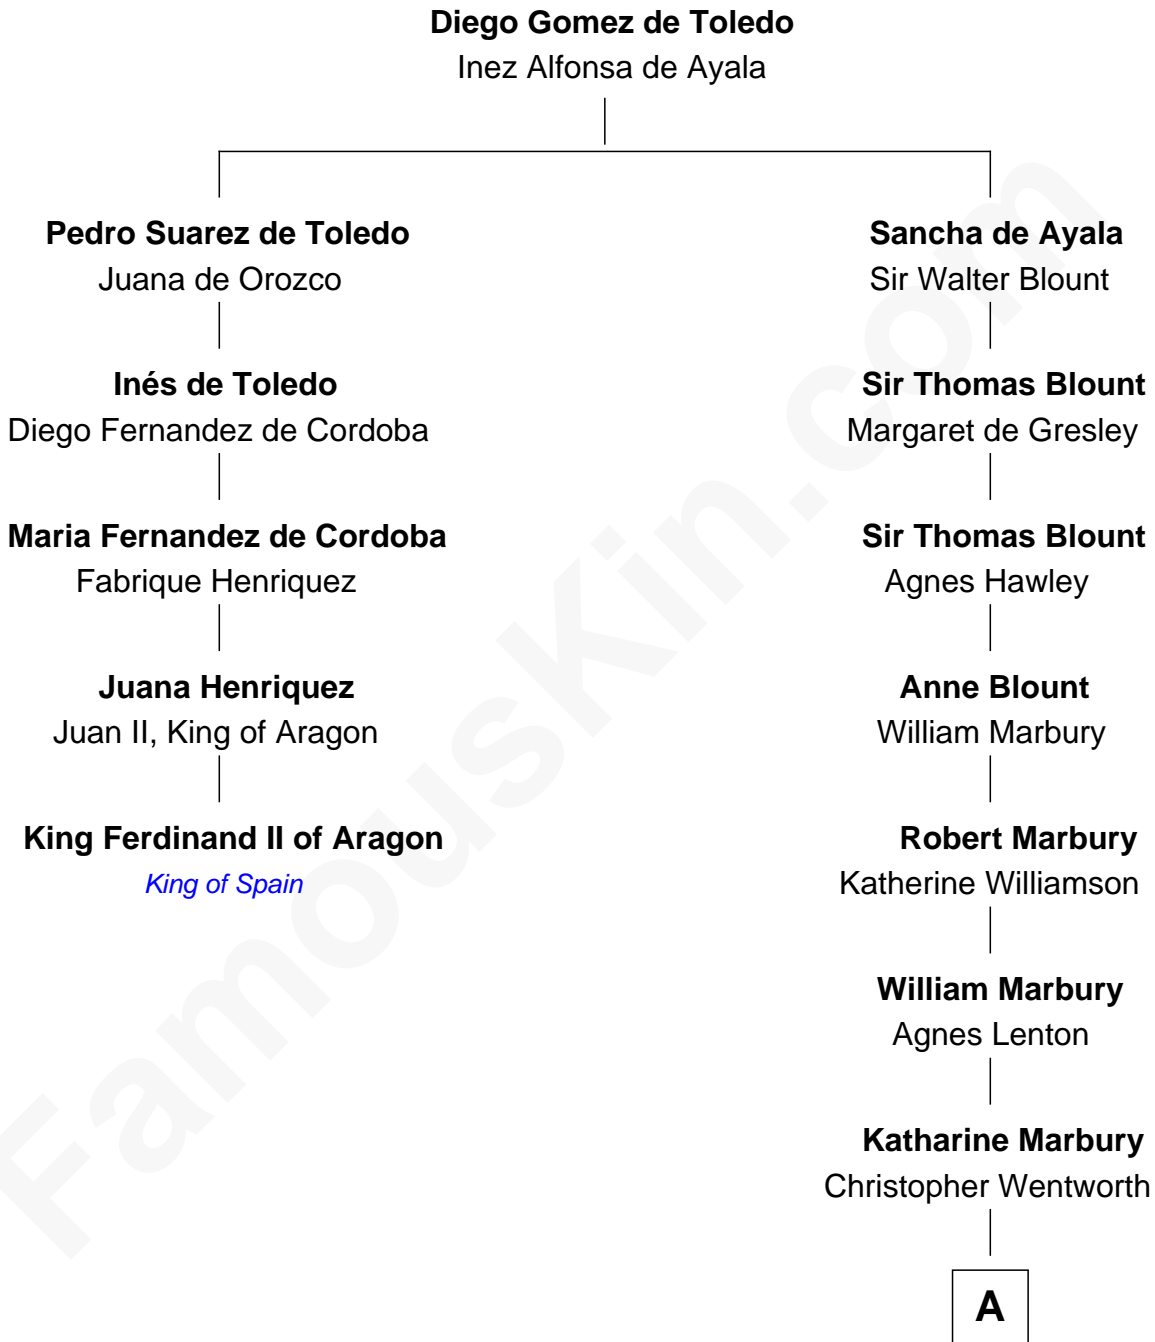 Diego Gomez de Toledo
Inez Alfonsa de Ayala
Pedro Suarez de Toledo
Juana de Orozco
Sancha de Ayala
Sir Walter Blount
Inés de Toledo
Diego Fernandez de Cordoba
Sir Thomas Blount
Margaret de Gresley
Maria Fernandez de Cordoba
Fabrique Henriquez
Sir Thomas Blount
Agnes Hawley
Juana Henriquez
Juan II, King of Aragon
Anne Blount
William Marbury
King Ferdinand II of Aragon
King of Spain
Robert Marbury
Katherine Williamson
William Marbury
Agnes Lenton
Katharine Marbury
Christopher Wentworth
A
FamousKin.com